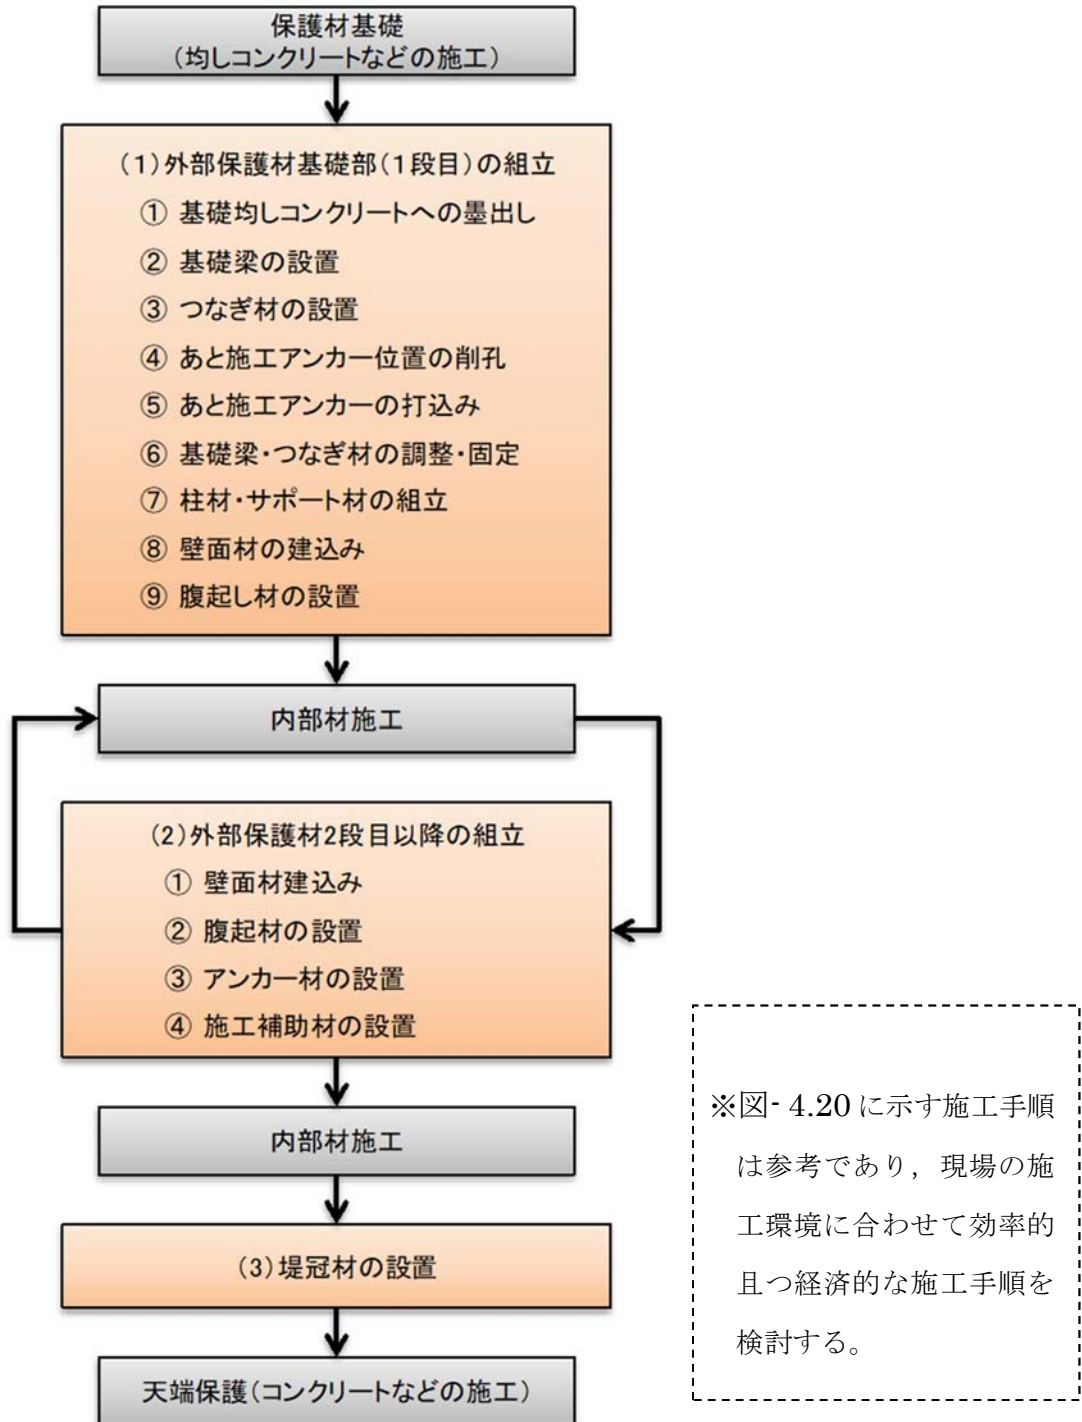 保護材基礎
(均しコンクリートなどの施工)
(1)外部保護材基礎部(1段目)の組立
① 基礎均しコンクリートへの墨出し
② 基礎梁の設置
③ つなぎ材の設置
④ あと施工アンカー位置の削孔
⑤ あと施工アンカーの打込み
⑥ 基礎梁・つなぎ材の調整・固定
⑦ 柱材・サポート材の組立
⑧ 壁面材の建込み
⑨ 腹起し材の設置
内部材施工
(2)外部保護材2段目以降の組立
① 壁面材建込み
② 腹起材の設置
③ アンカー材の設置
④ 施工補助材の設置
内部材施工
(3)堤冠材の設置
天端保護(コンクリートなどの施工)
※図- 4.20 に示す施工手順
は参考であり，現場の施
工環境に合わせて効率的
且つ経済的な施工手順を
検討する。